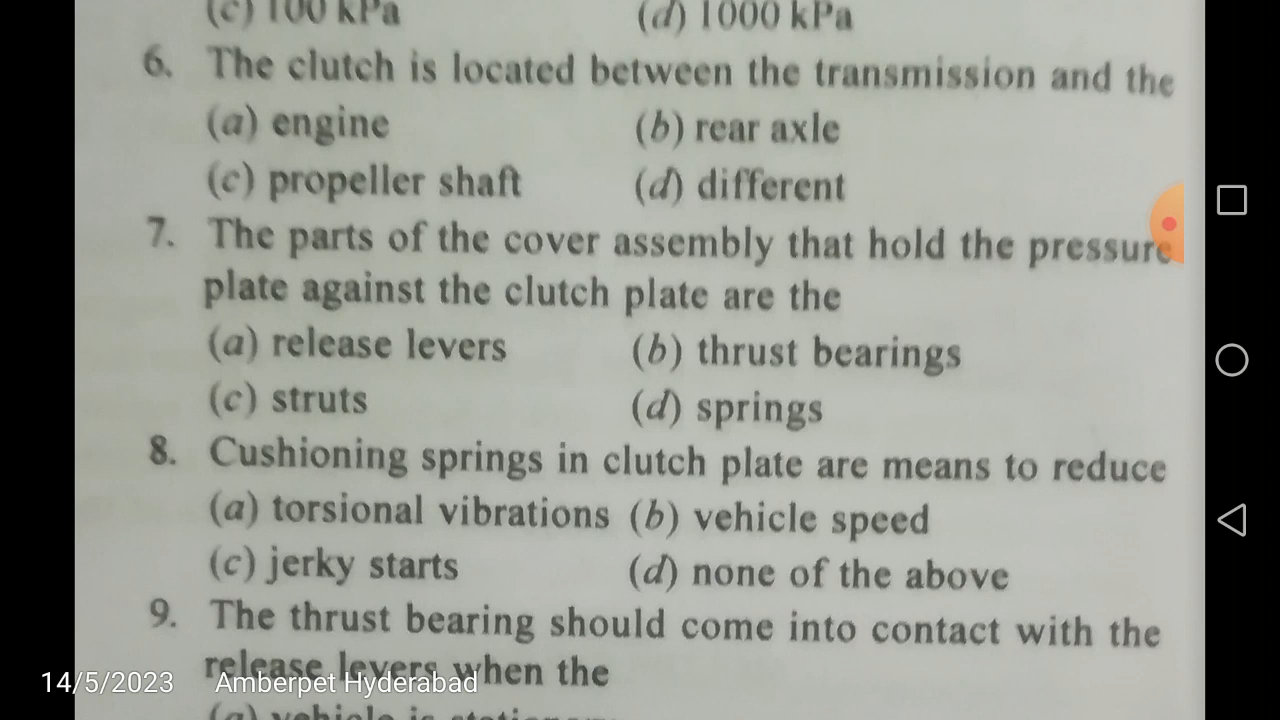 (c) 100 kPa (d) 1000 kPa
6. The clutch is located between the transmission and the
(a) engine (b) rear axle
(c) propeller shaft (d) different
7. The parts of the cover assembly that hold the pressure
plate against the clutch plate are the
(a) release levers (b) thrust bearings
(c) struts (d) springs
8. Cushioning springs in clutch plate are means to reduce
(a) torsional vibrations (b) vehicle speed
(c) jerky starts (d) none of the above
9. The thrust bearing should come into contact with the
release levers when the
(a) vehicle is
14/5/2023 Amberpet Hyderabad